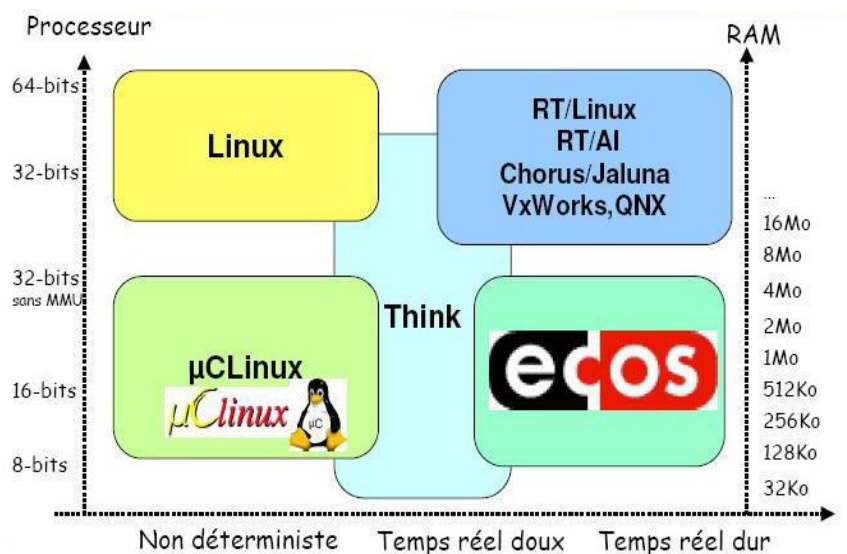 Processeur
RAM
64-bits
32-bits
32-bits
sans MMU
16-bits
8-bits
Linux
RT/Linux
RT/AI
Chorus/Jaluna
VxWorks,QNX
Think
µCLinux
µClinux
µC
ecos
...
16Mo
8Mo
4Mo
2Mo
1Mo
512Ko
256Ko
128Ko
32Ko
Non déterministe
Temps réel doux
Temps réel dur